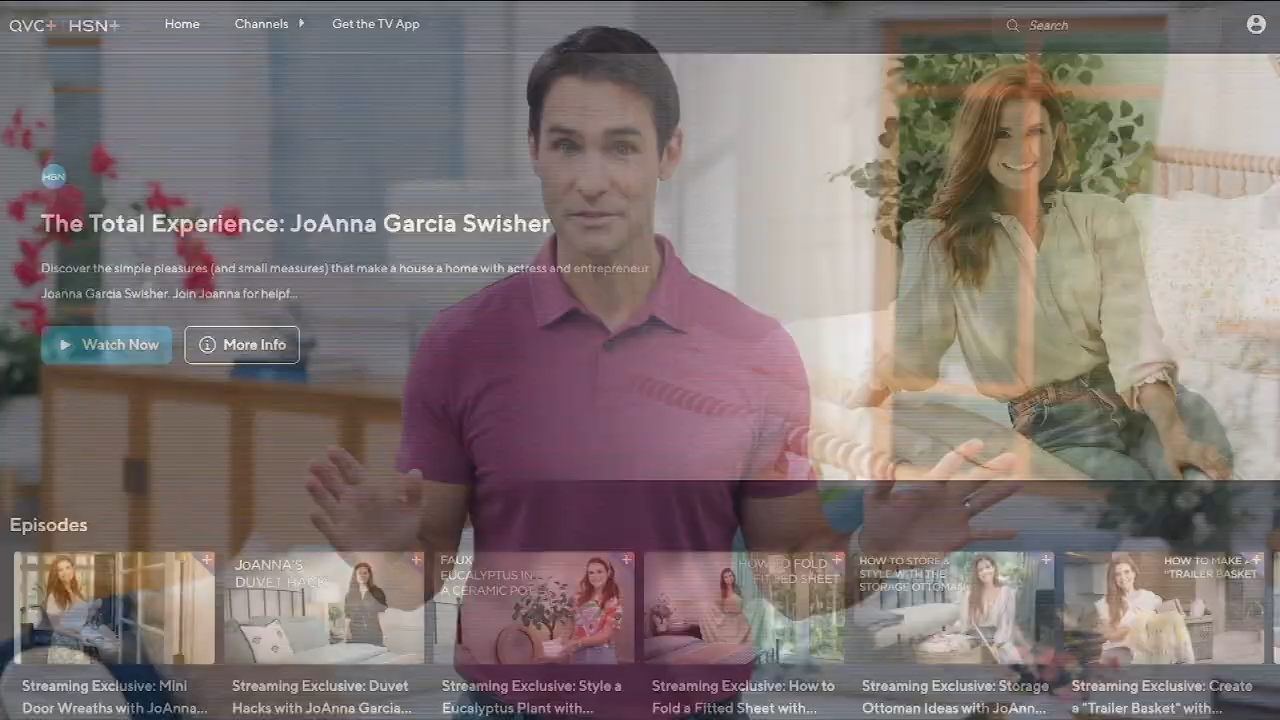 QVC+ HSN+ Home Channels Get the TV App Search
HSN
The Total Experience: JoAnna Garcia Swisher
Discover the simple pleasures (and small measures) that make a house a home with actress and entrepreneur
Joanna Garcia Swisher. Join Joanna for helpf...
Watch Now More Info
Episodes
JoANNA'S
DUVET HACK
FAUX
EUCALYPTUS IN
A CERAMIC POT
HOW TO FOLD A
FITTED SHEET
HOW TO STORE &
STYLE WITH THE
STORAGE OTTOMAN
HOW TO MAKE A
"TRAILER BASKET
Streaming Exclusive: Mini
Door Wreaths with JoAnna...
Streaming Exclusive: Duvet
Hacks with JoAnna Garcia...
Streaming Exclusive: Style a
Eucalyptus Plant with...
Streaming Exclusive: How to
Fold a Fitted Sheet with...
Streaming Exclusive: Storage
Ottoman Ideas with JoAnn...
Streaming Exclusive: Create
a "Trailer Basket" with...